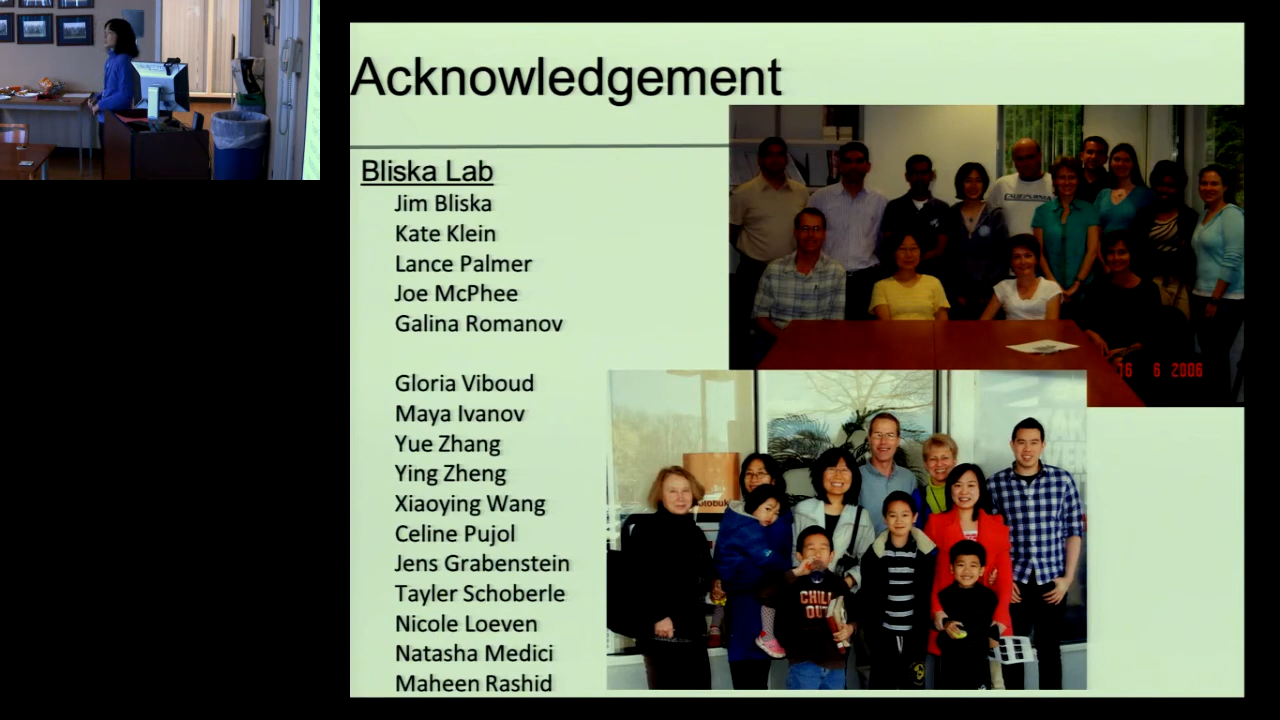 Acknowledgement
Bliska Lab
Jim Bliska
Kate Klein
Lance Palmer
Joe McPhee
Galina Romanov
Gloria Viboud
Maya Ivanov
Yue Zhang
Ying Zheng
Xiaoying Wang
Celine Pujol
Jens Grabenstein
Tayler Schoberle
Nicole Loeven
Natasha Medici
Maheen Rashid
16 6 2006
CHILL
OUT